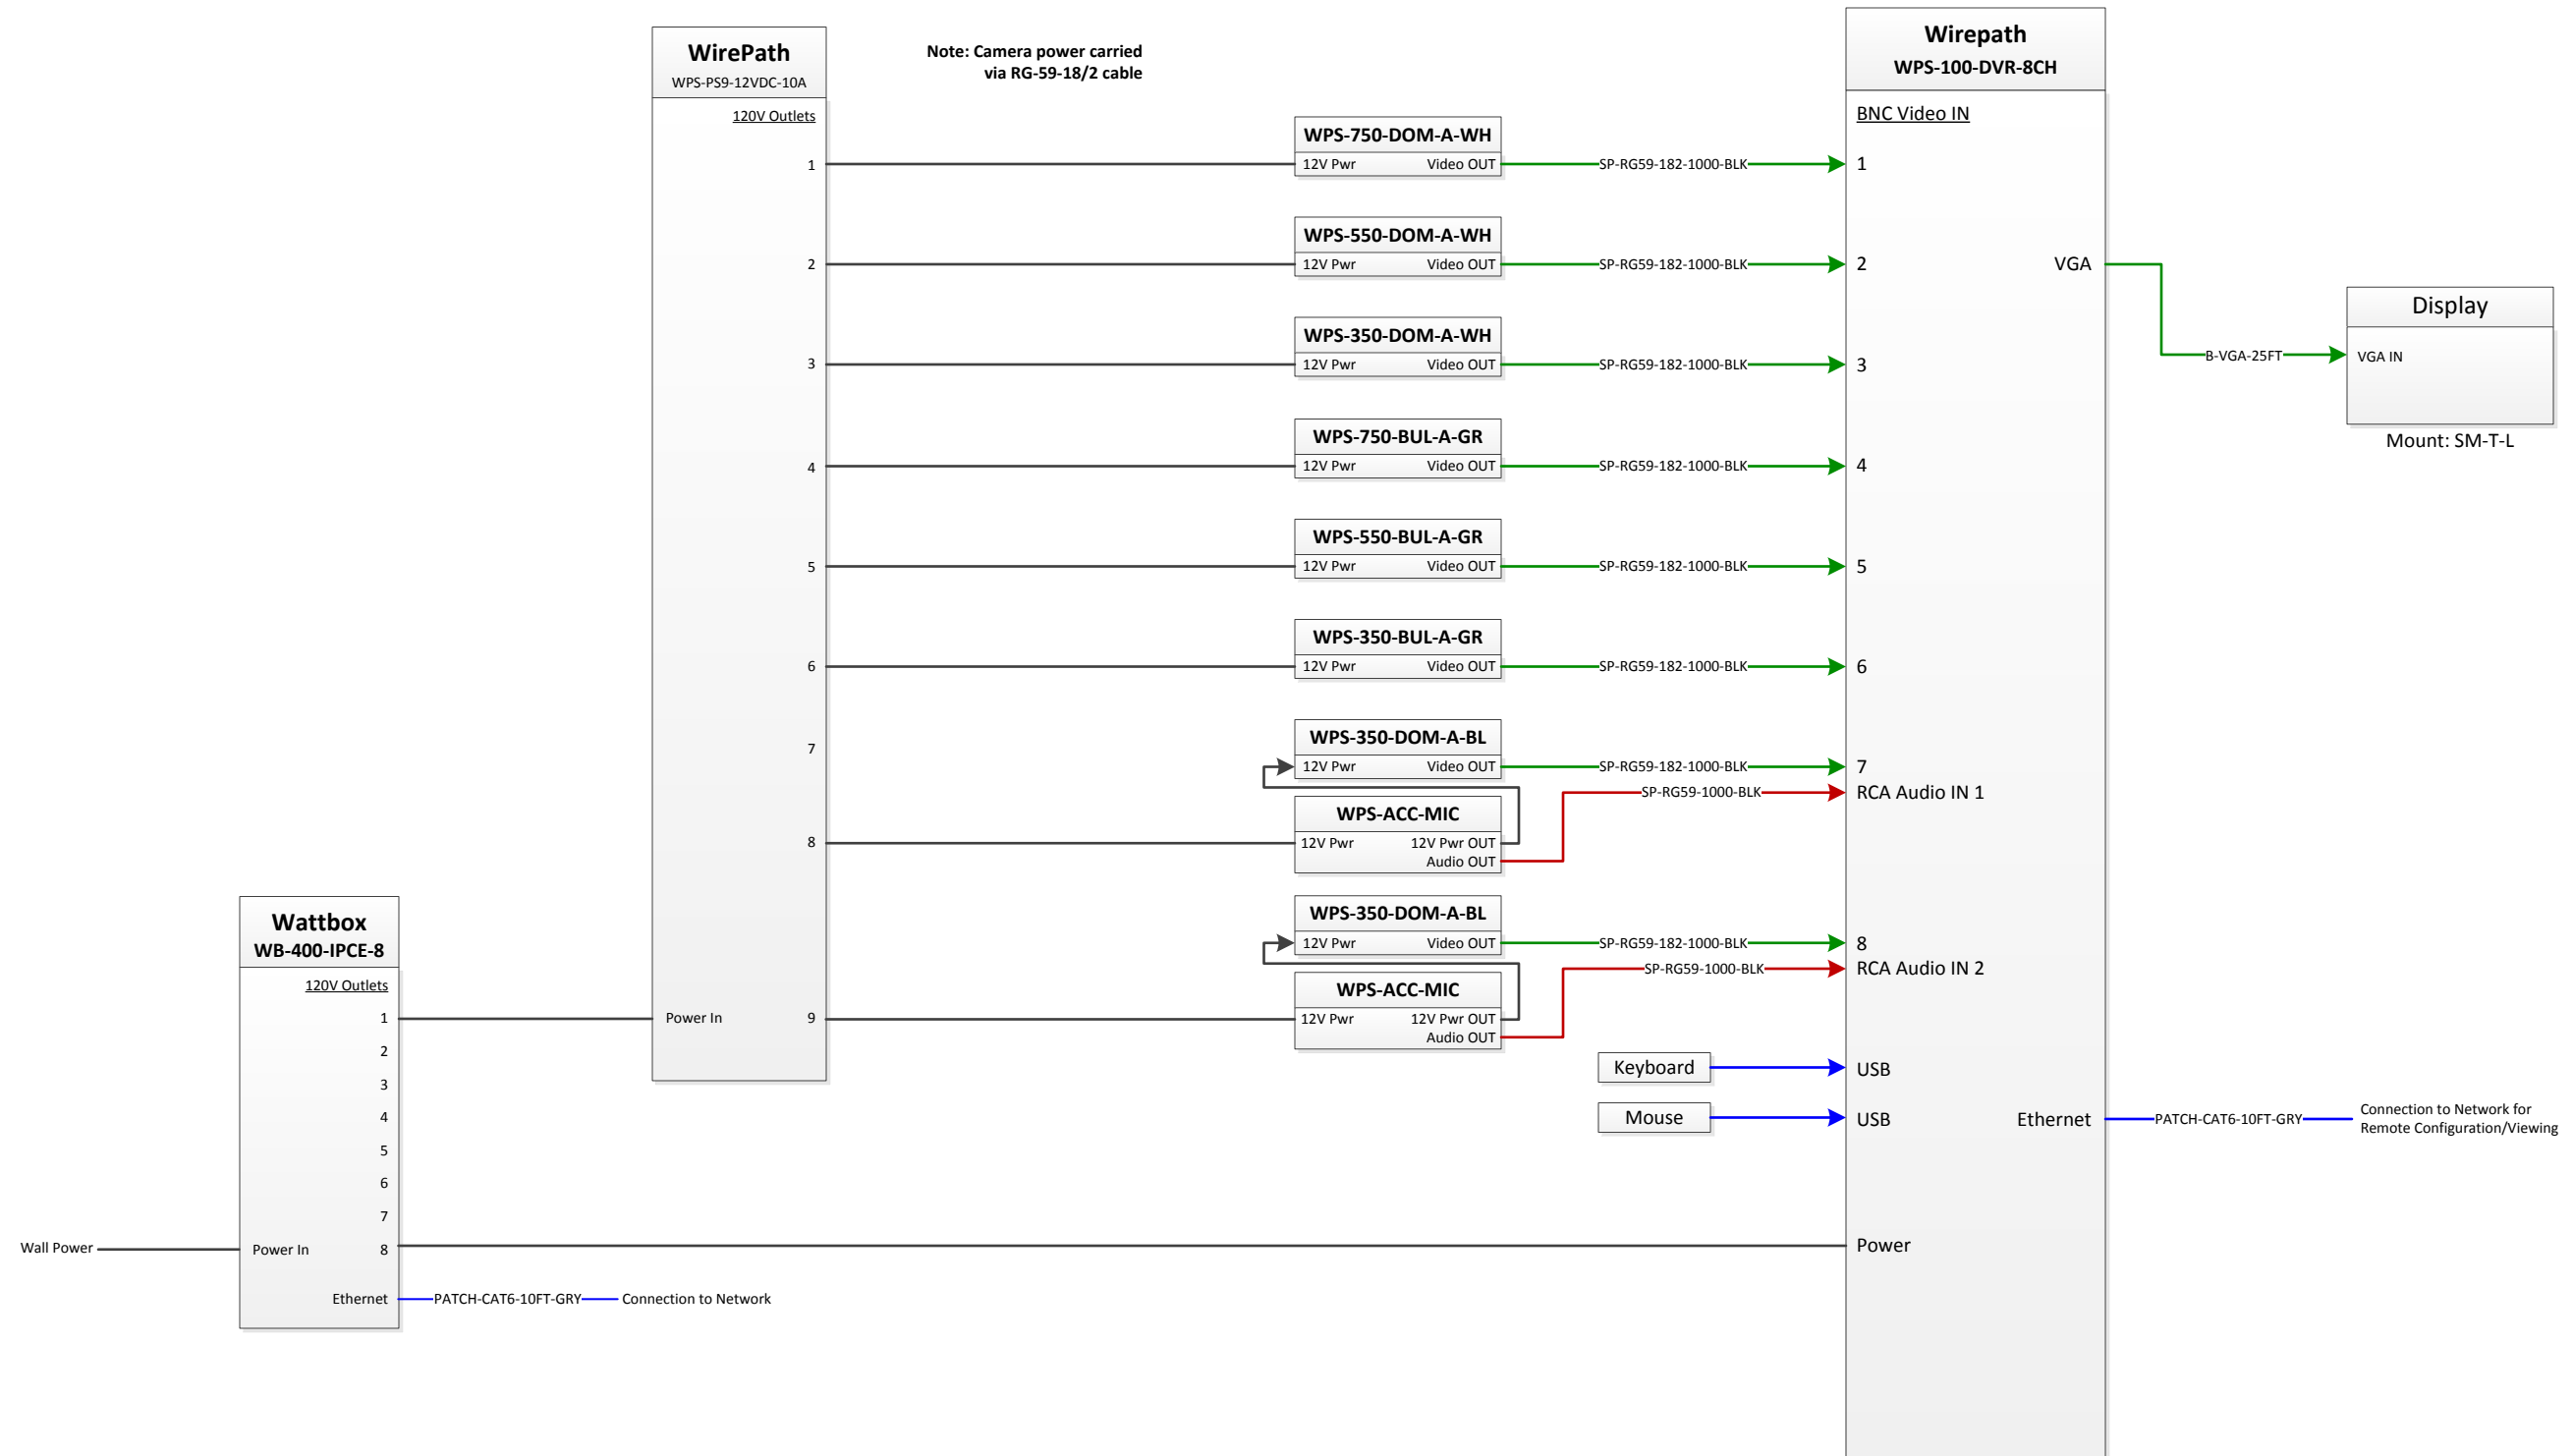 WirePath
WPS-PS9-12VDC-10A
120V Outlets
1
2
3
4
5
6
7
8
Power In 9
Note: Camera power carried
via RG-59-18/2 cable
WPS-750-DOM-A-WH
12V Pwr Video OUT
SP-RG59-182-1000-BLK
WPS-550-DOM-A-WH
12V Pwr Video OUT
SP-RG59-182-1000-BLK
WPS-350-DOM-A-WH
12V Pwr Video OUT
SP-RG59-182-1000-BLK
WPS-750-BUL-A-GR
12V Pwr Video OUT
SP-RG59-182-1000-BLK
WPS-550-BUL-A-GR
12V Pwr Video OUT
SP-RG59-182-1000-BLK
WPS-350-BUL-A-GR
12V Pwr Video OUT
SP-RG59-182-1000-BLK
WPS-350-DOM-A-BL
12V Pwr Video OUT
SP-RG59-182-1000-BLK
SP-RG59-1000-BLK
WPS-ACC-MIC
12V Pwr 12V Pwr OUT
Audio OUT
WPS-350-DOM-A-BL
12V Pwr Video OUT
SP-RG59-182-1000-BLK
SP-RG59-1000-BLK
WPS-ACC-MIC
12V Pwr 12V Pwr OUT
Audio OUT
Keyboard
Mouse
Wirepath
WPS-100-DVR-8CH
BNC Video IN
1
2 VGA
3
4
5
6
7
RCA Audio IN 1
8
RCA Audio IN 2
USB
USB Ethernet
Power
B-VGA-25FT
Display
VGA IN
Mount: SM-T-L
PATCH-CAT6-10FT-GRY
Connection to Network for
Remote Configuration/Viewing
Wattbox
WB-400-IPCE-8
120V Outlets
1
2
3
4
5
6
7
Wall Power
Power In 8
Ethernet
PATCH-CAT6-10FT-GRY
Connection to Network